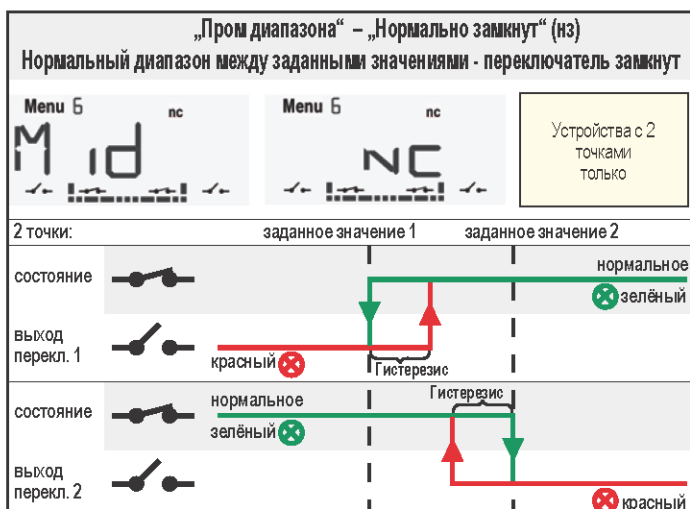 „Пром диапазона“ – „Нормально замкнут“ (нз)
Нормальный диапазон между заданными значениями - переключатель замкнут
Menu 6
nc
Mid
Menu 6
nc
NC
Устройства с 2
точками
только
2 точки:
заданное значение 1
заданное значение 2
состояние
нормальное
зелёный
выход
перекл. 1
красный
Гистерезис
состояние
нормальное
зелёный
Гистерезис
выход
перекл. 2
красный